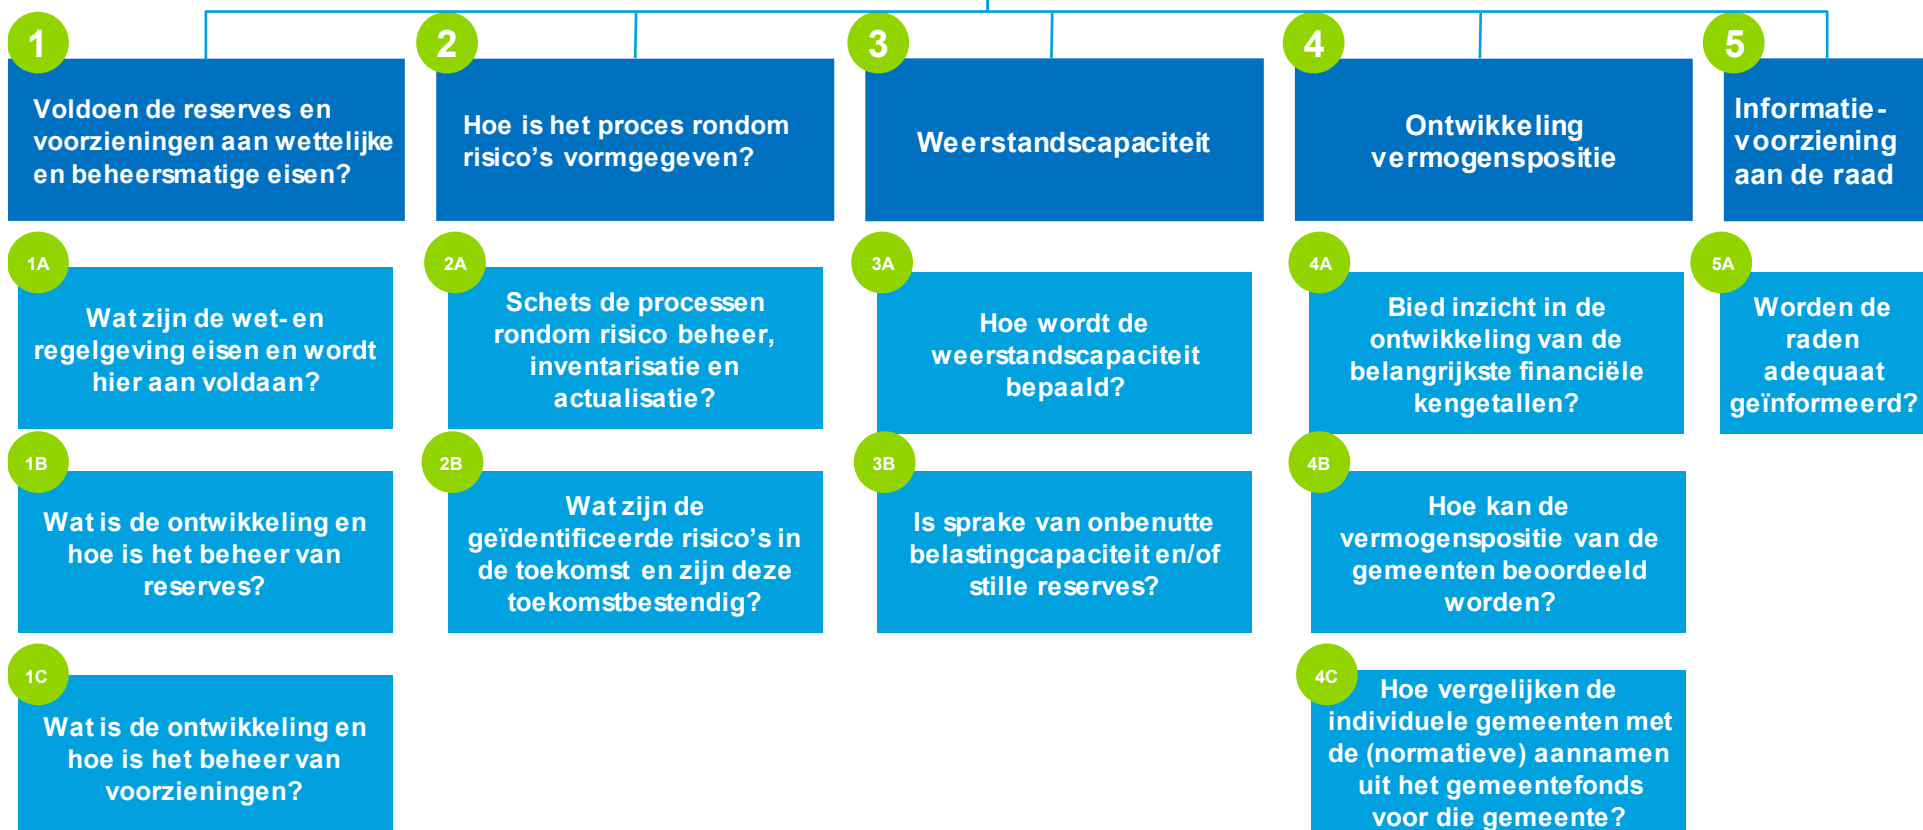 1
Voldoen de reserves en
voorzieningen aan wettelijke
en beheersmatige eisen?
2
Hoe is het proces rondom
risico's vormgegeven?
3
Weerstandscapaciteit
4
Ontwikkeling
vermogenspositie
5
Informatie-
voorziening
aan de raad
1A
Wat zijn de wet- en
regelgeving eisen en wordt
hier aan voldaan?
2A
Schets de processen
rondom risico beheer,
inventarisatie en
actualisatie?
3A
Hoe wordt de
weerstandscapaciteit
bepaald?
4A
Bied inzicht in de
ontwikkeling van de
belangrijkste financiële
kengetallen?
5A
Worden de
raden
adequaat
geïnformeerd?
1B
Wat is de ontwikkeling en
hoe is het beheer van
reserves?
2B
Wat zijn de
geïdentificeerde risico's in
de toekomst en zijn deze
toekomstbestendig?
3B
Is sprake van onbenutte
belastingcapaciteit en/of
stille reserves?
4B
Hoe kan de
vermogenspositie van de
gemeenten beoordeeld
worden?
1C
Wat is de ontwikkeling en
hoe is het beheer van
voorzieningen?
4C
Hoe vergelijken de
individuele gemeenten met
de (normatieve) aannamen
uit het gemeentefonds
voor die gemeente?